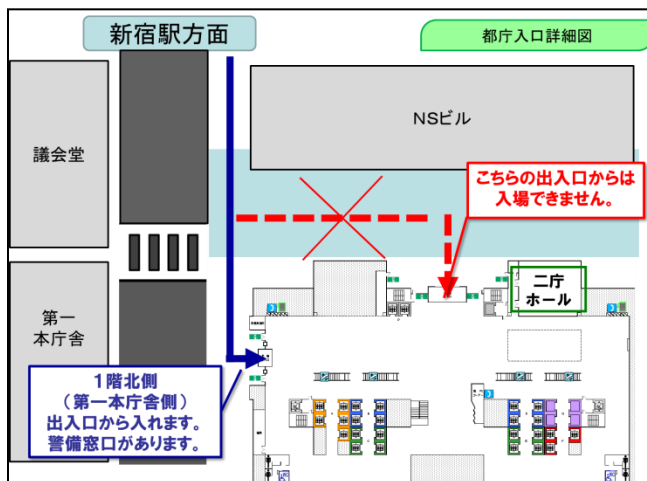 新宿駅方面
都庁入口詳細図
議会堂
NSビル
こちらの出入口からは
入場できません。
第一
本庁舎
二庁
ホール
1階北側
(第一本庁舎側)
出入口から入れます。
警備窓口があります。